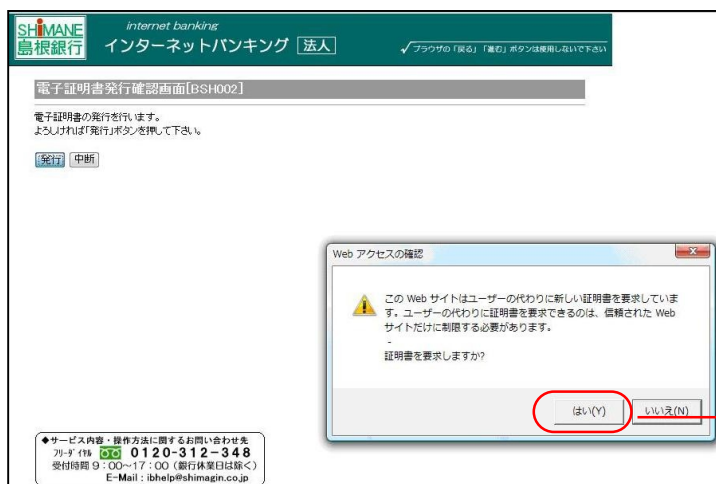 SHiMANE
島根銀行
internet banking
インターネットバンキング 法人
✓ブラウザの「戻る」「進む」ボタンは使用しないで下さい
電子証明書発行確認画面[BSH002]
電子証明書の発行を行います。
よろしければ「発行」ボタンを押して下さい。
発行 中断
Web アクセスの確認
この Web サイトはユーザーの代わりに新しい証明書を要求していま
す。ユーザーの代わりに証明書を要求できるのは、信頼された Web
サイトだけに制限する必要があります。
-
証明書を要求しますか?
はい(Y) いいえ(N)
◆サービス内容・操作方法に関するお問い合わせ先
フリーダイヤル 0120-312-348
受付時間 9:00~17:00 (銀行休業日は除く)
E-Mail : ibhelp@shimagin.co.jp